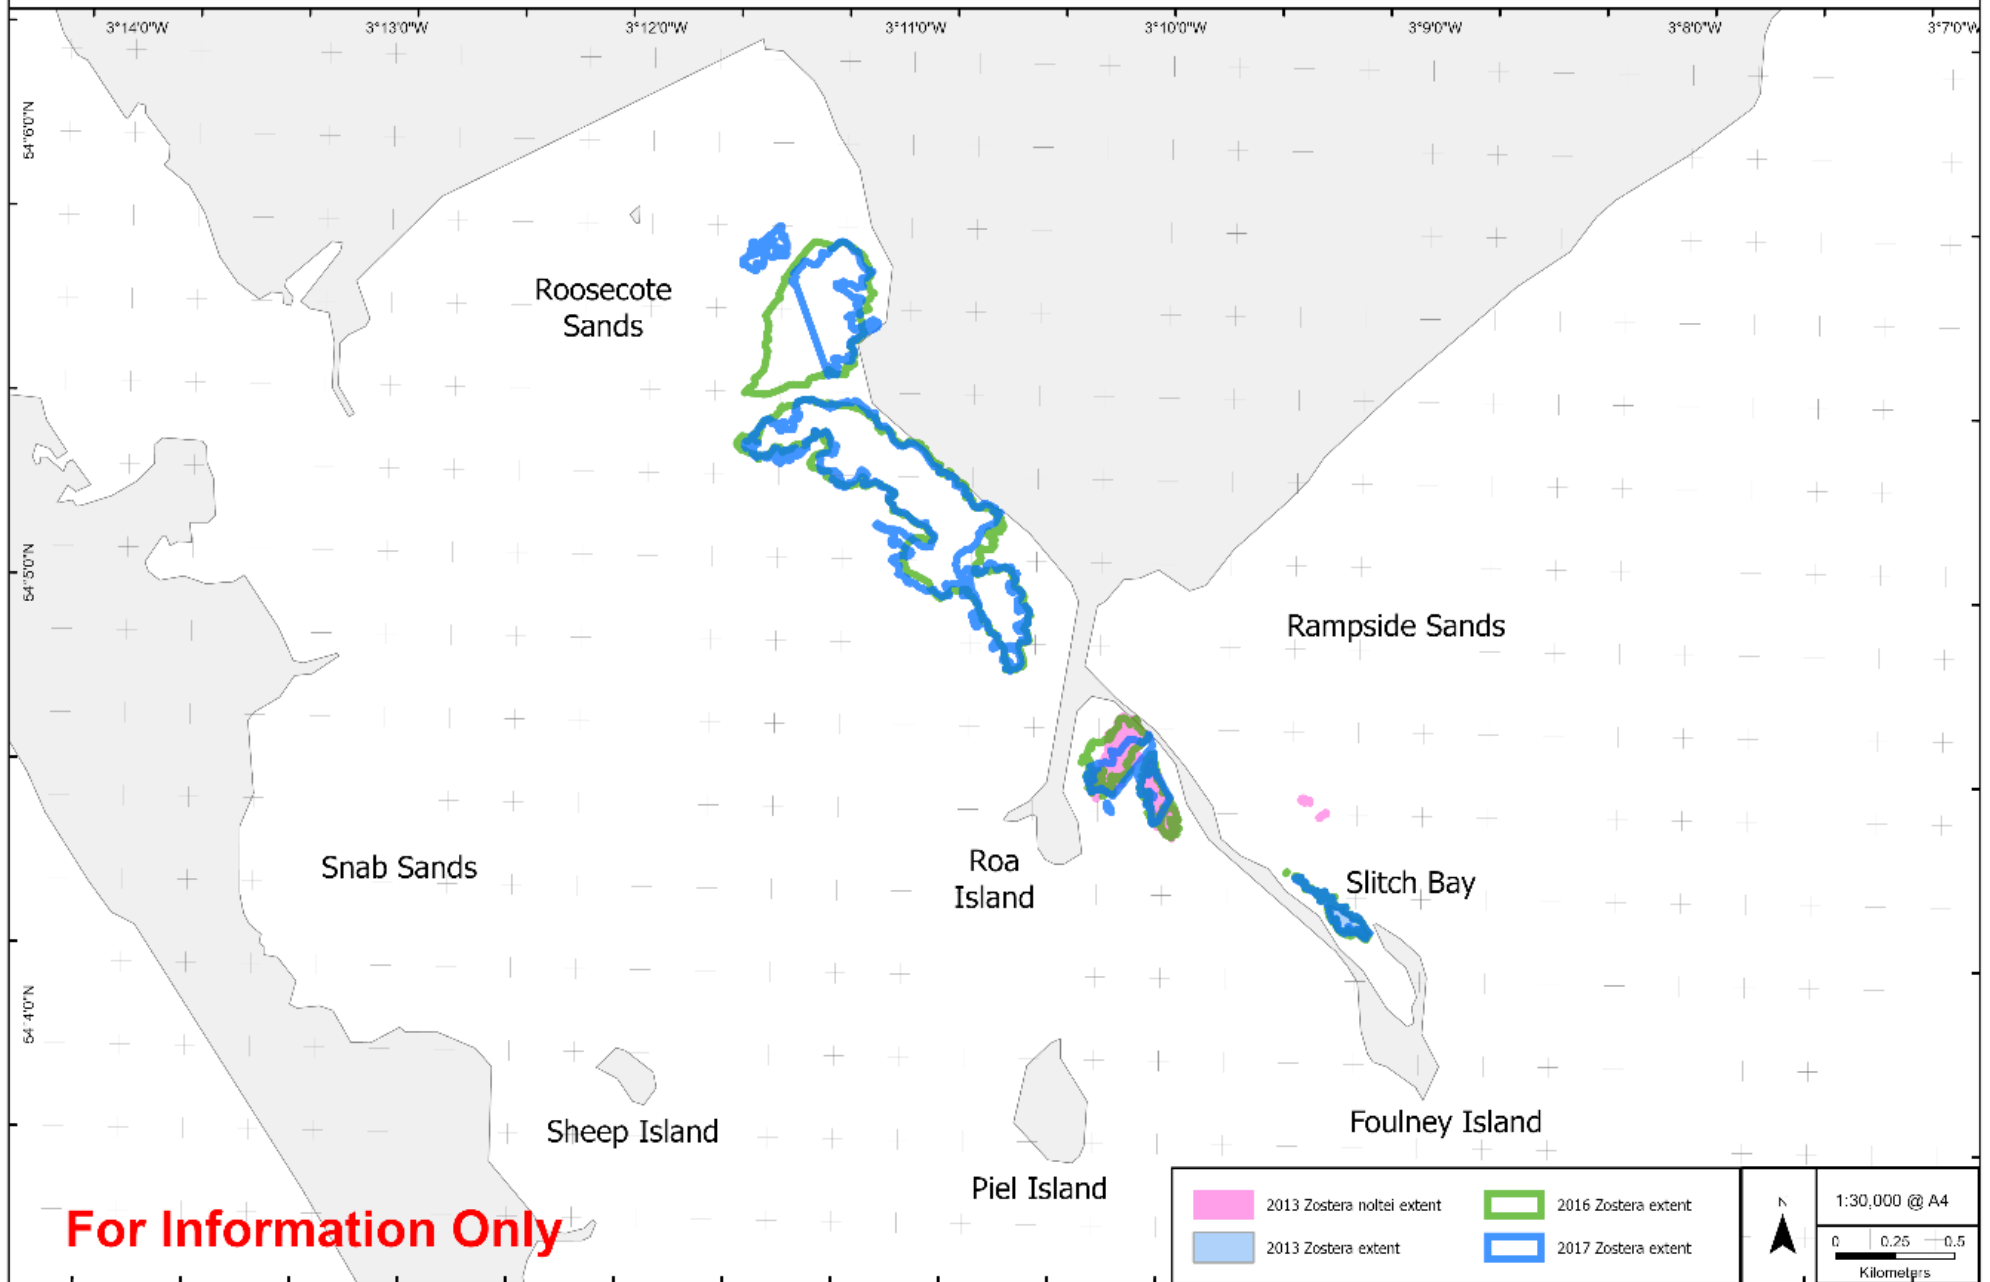 3°14'0"W 3°13'0"W 3°12'0"W 3°11'0"W 3°10'0"W 3°9'0"W 3°8'0"W 3°7'0"W
54°6'0"N
Roosecote
Sands
54°5'0"N
Rampside Sands
Snab Sands
Roa
Island
Slitch Bay
54°4'0"N
Sheep Island
Foulney Island
Piel Island
For Information Only
2013 Zostera noltei extent
2016 Zostera extent
2013 Zostera extent
2017 Zostera extent
N
1:30,000 @ A4
0 0.25 0.5
Kilometers